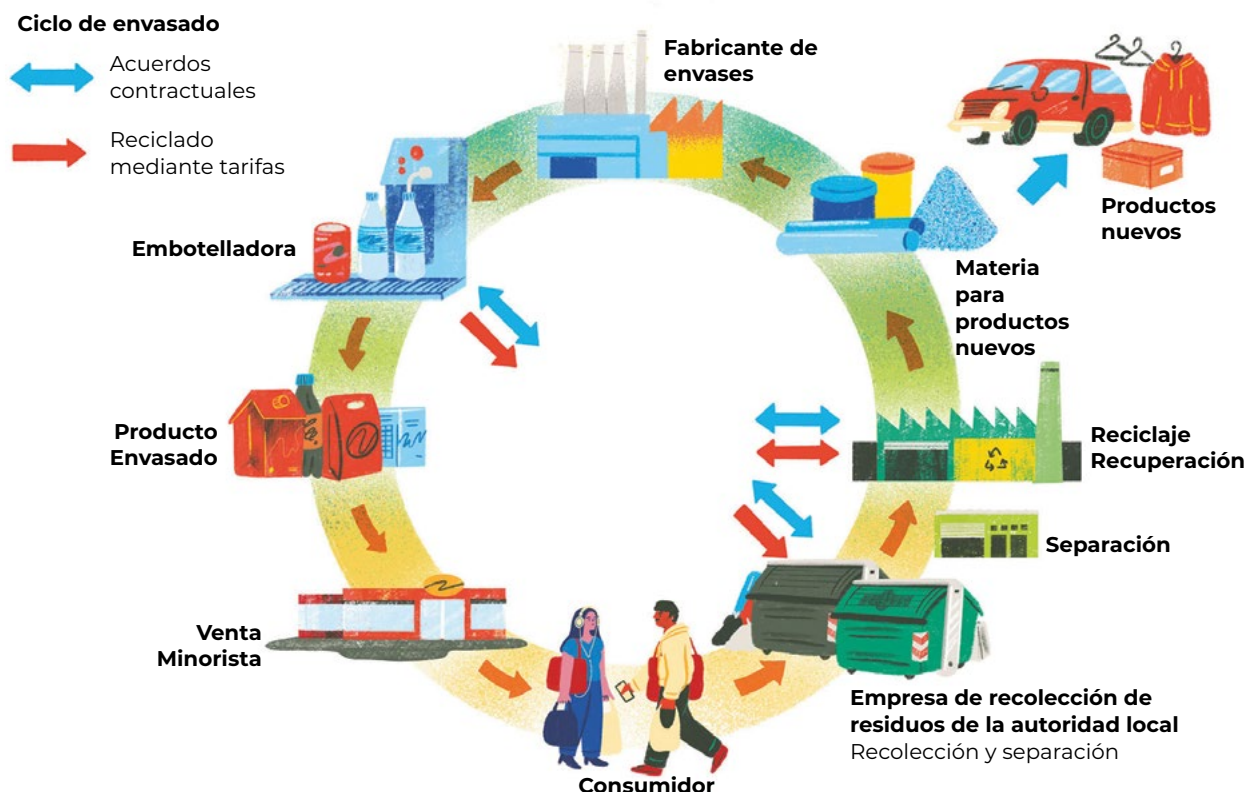 Ciclo de envasado
Acuerdos
contractuales
Reciclado
mediante tarifas
Fabricante de
envases
Productos
nuevos
Embotelladora
Materia
para
productos
nuevos
Producto
Envasado
Reciclaje
Recuperación
Separación
Venta
Minorista
Empresa de recolección de
residuos de la autoridad local
Recolección y separación
Consumidor